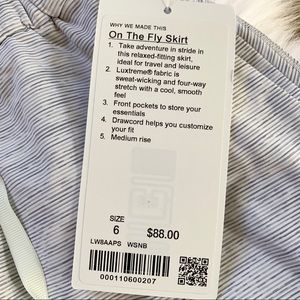 WHY WE MADE THIS
On The Fly Skirt
1. Take adventure in stride in
this relaxed-fitting skirt,
ideal for travel and leisure
2. Luxtreme® fabric is
sweat-wicking and four-way
stretch with a cool, smooth
feel
3. Front pockets to store your
essentials
4. Drawcord helps you customize
your fit
5. Medium rise
SIZE
6 $88.00
LW8AAPS WSNB
000110600207